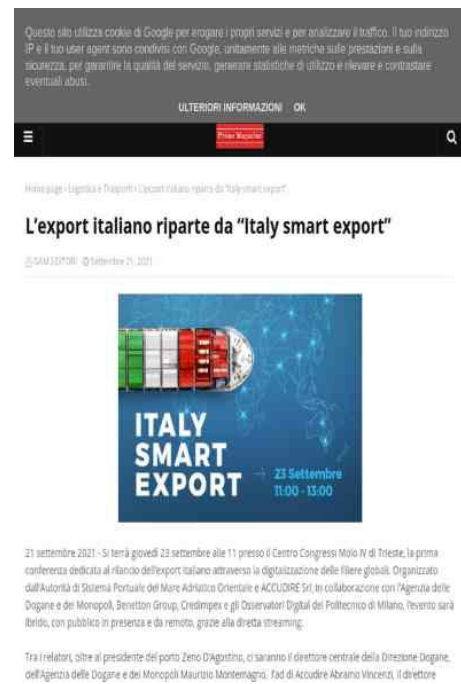 Questo sito utilizza cookie di Google per erogare i propri servizi e per analizzare il traffico. Il tuo indirizzo
IP e il tuo user agent sono condivisi con Google, unitamente alle metriche sulle prestazioni e sulla
sicurezza, per garantire la qualità del servizio, generare statistiche di utilizzo e rilevare e contrastare
eventuali abusi.
ULTERIORI INFORMAZIONI OK
Prime Magazine
Home page › Logistica e Trasporti › L'export italiano riparte da "Italy smart export"
L'export italiano riparte da "Italy smart export"
GAM EDITORI Settembre 21, 2021
ITALY
SMART
EXPORT
→ 23 Settembre
11:00 - 13:00
21 settembre 2021 - Si terrà giovedì 23 settembre alle 11 presso il Centro Congressi Molo IV di Trieste, la prima
conferenza dedicata al rilancio dell'export italiano attraverso la digitalizzazione delle filiere globali. Organizzato
dall'Autorità di Sistema Portuale del Mare Adriatico Orientale e ACCUDIRE Srl, in collaborazione con l'Agenzia delle
Dogane e dei Monopoli, Benetton Group, Credimpex e gli Osservatori Digital del Politecnico di Milano, l'evento sarà
ibrido, con pubblico in presenza e da remoto, grazie alla diretta streaming.
Tra i relatori, oltre al presidente del porto Zeno D'Agostino, ci saranno il direttore centrale della Direzione Dogane,
dell'Agenzia delle Dogane e dei Monopoli Maurizio Montemagno, l'ad di Accudire Abramo Vincenzi, il direttore